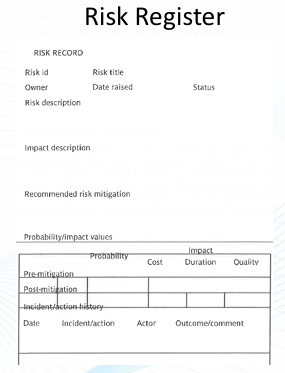 Risk Register
RISK RECORD
Risk id Risk title
Owner Date raised Status
Risk description
Impact description
Recommended risk mitigation
Probability/impact values
Probability Impact
Cost Duration Quality
Pre-mitigation
Post-mitigation
Incident/action history
Date Incident/action Actor Outcome/comment